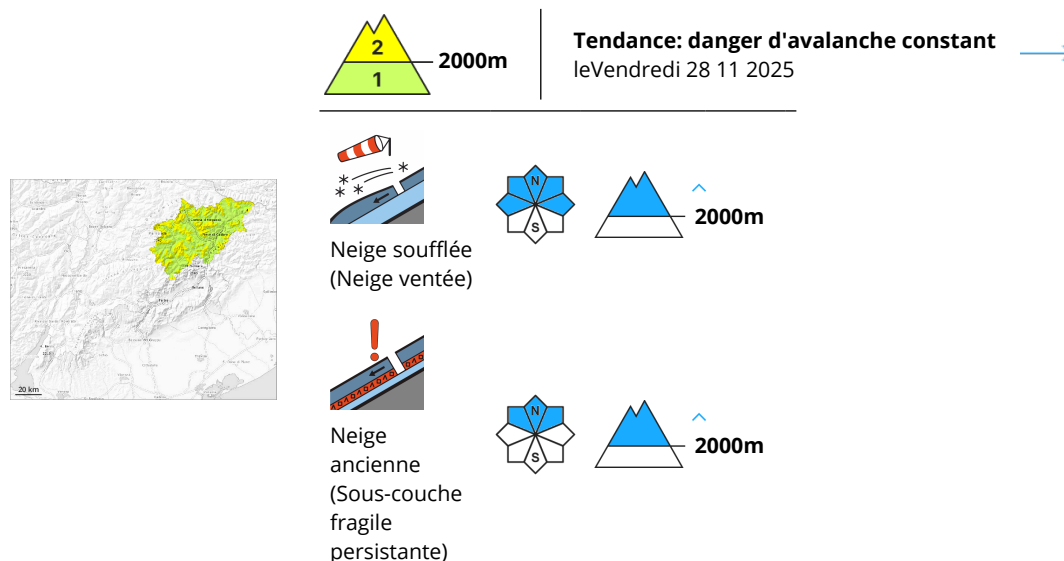 2
1
2000m
Tendance: danger d'avalanche constant
leVendredi 28 11 2025
20 km
N
S
2000m
Neige soufflée
(Neige ventée)
N
S
2000m
Neige
ancienne
(Sous-couche
fragile
persistante)